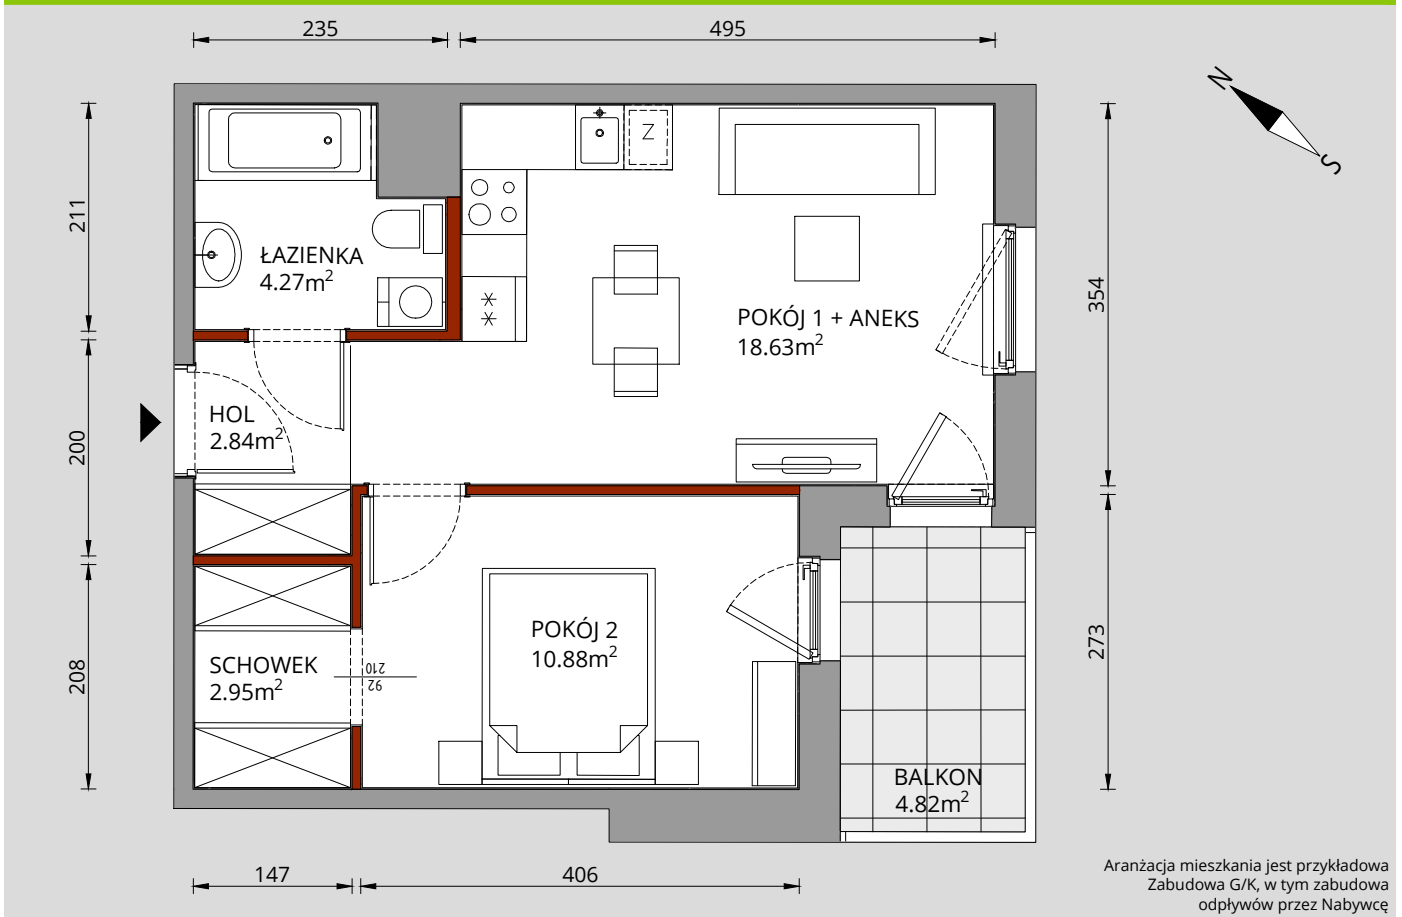 235
495
N
S
Z
211
ŁAZIENKA
4.27m²
354
POKÓJ 1 + ANEKS
18.63m²
HOL
2.84m²
200
POKÓJ 2
10.88m²
273
SCHOWEK
2.95m²
210
92
208
BALKON
4.82m²
147
406
Aranżacja mieszkania jest przykładowa
Zabudowa G/K, w tym zabudowa
odpływów przez Nabywcę